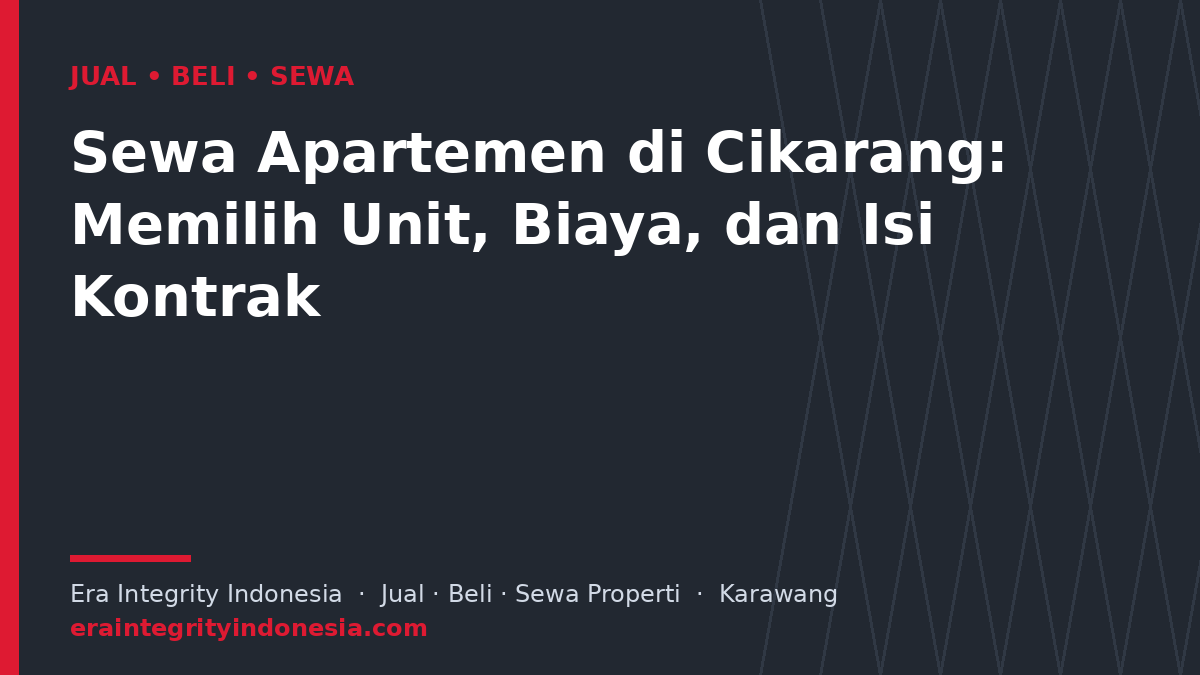 JUAL • BELI • SEWA
Sewa Apartemen di Cikarang:
Memilih Unit, Biaya, dan Isi
Kontrak
Era Integrity Indonesia · Jual · Beli · Sewa Properti · Karawang
eraintegrityindonesia.com